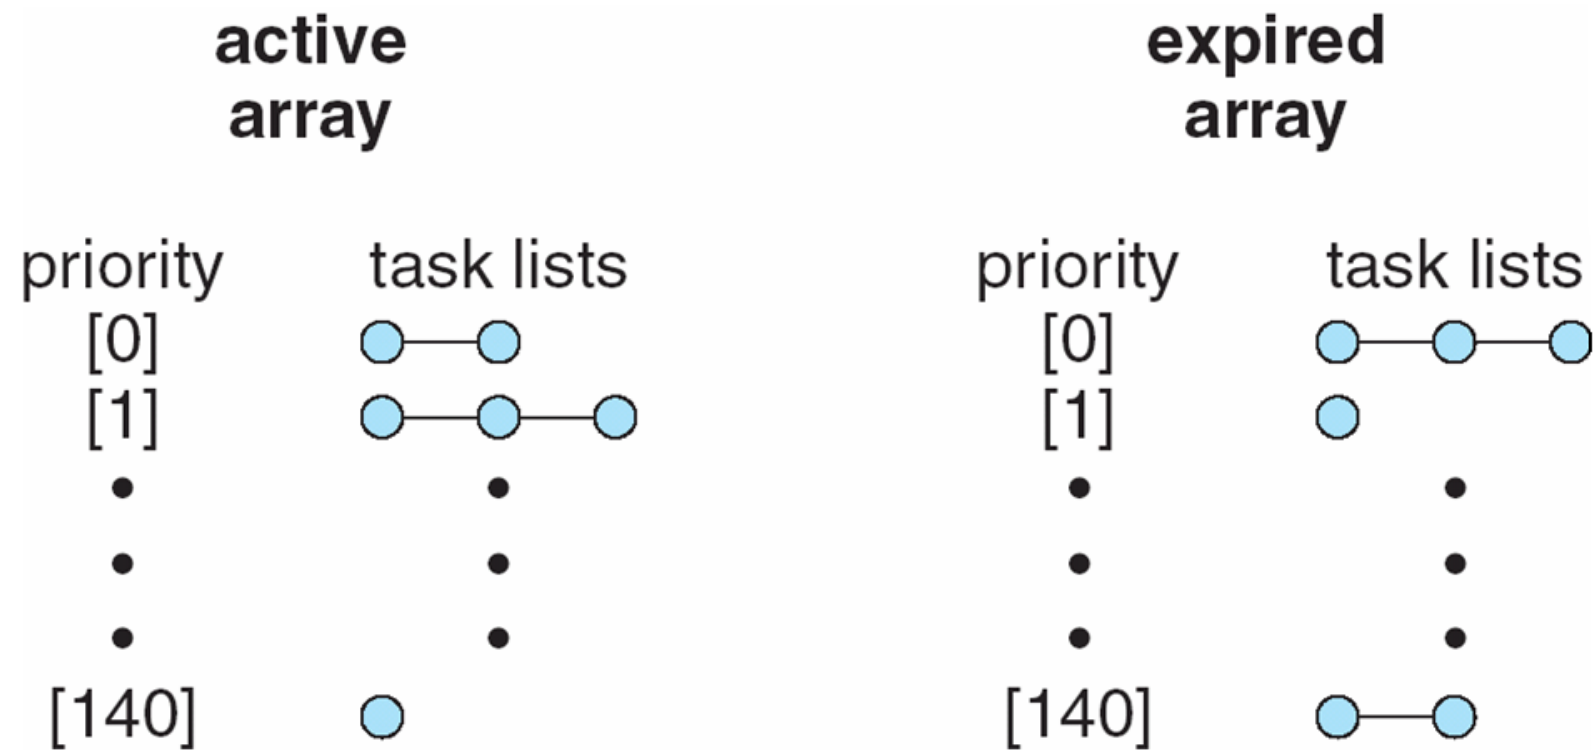 active
array
priority task lists
[0]
[1]
[140]
expired
array
priority task lists
[0]
[1]
[140]